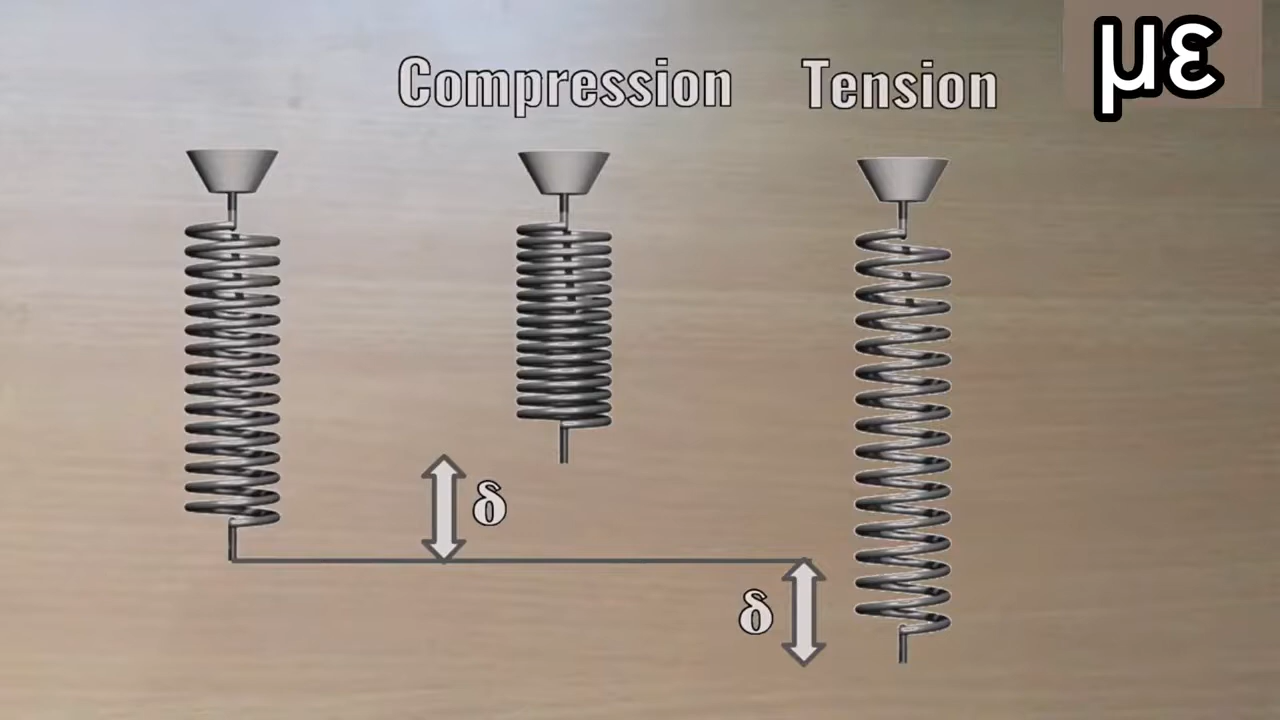 Compression Tension
με
δ
δ